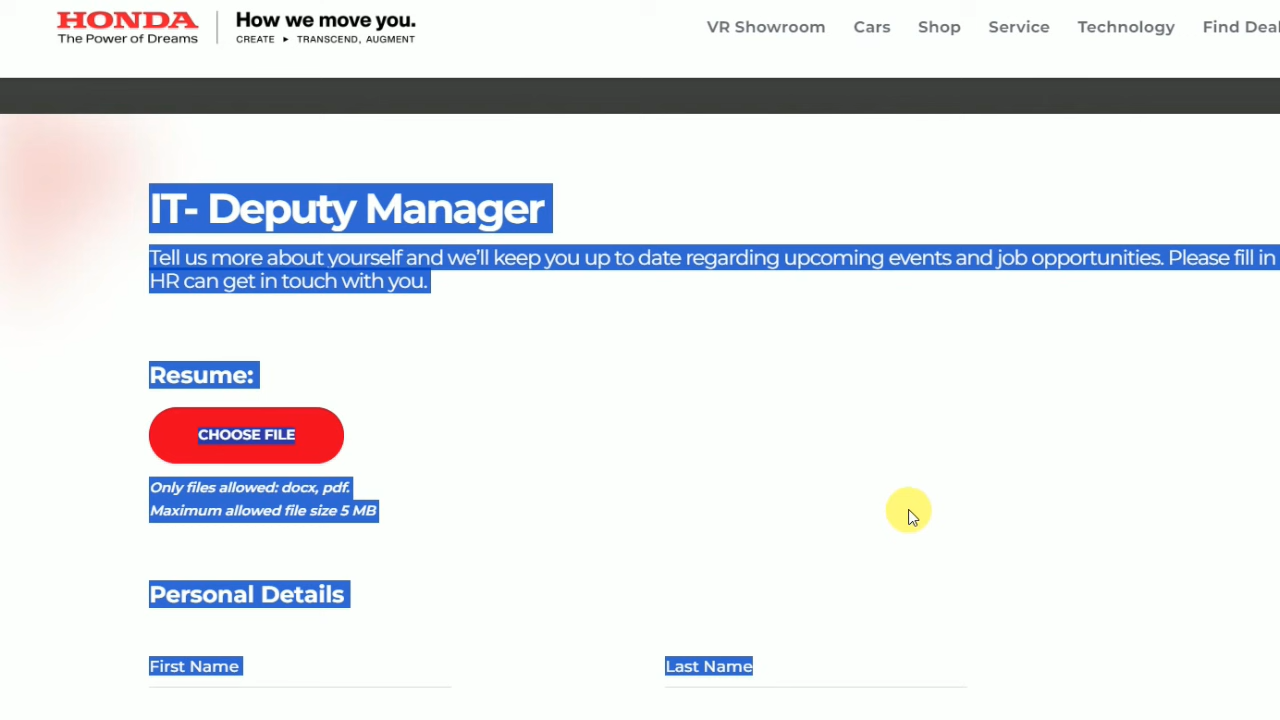 HONDA
The Power of Dreams
How we move you.
CREATE ▸ TRANSCEND, AUGMENT
VR Showroom Cars Shop Service Technology Find Deal
IT- Deputy Manager
Tell us more about yourself and we’ll keep you up to date regarding upcoming events and job opportunities. Please fill in
HR can get in touch with you.
Resume:
CHOOSE FILE
Only files allowed: docx, pdf.
Maximum allowed file size 5 MB
Personal Details
First Name Last Name